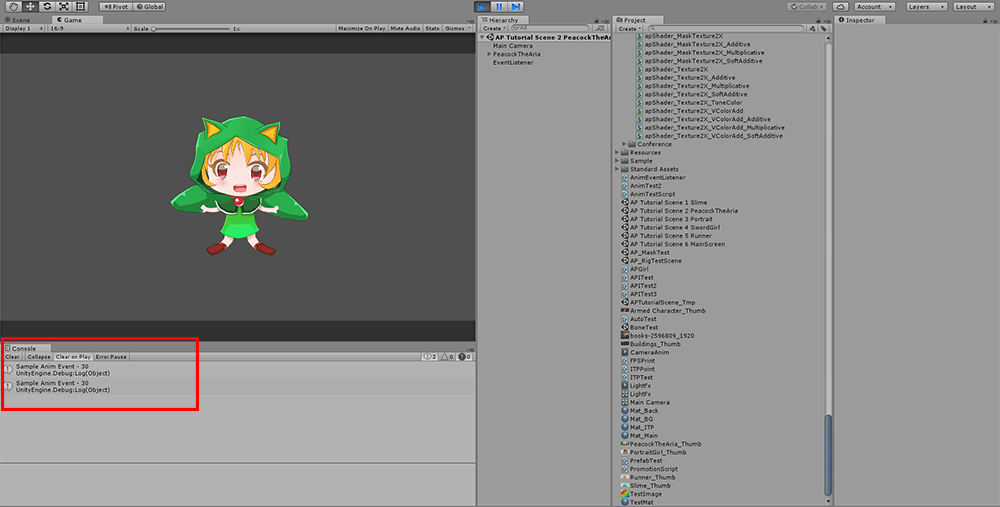 Pivot Global
Collab Account Layers Layout
Scene Game
Display 1 16:9 Scale Maximize On Play Mute Audio Stats Gizmos
Hierarchy
Create All
AP Tutorial Scene 2 PeacockTheAri
Main Camera
PeacockTheAria
EventListener
Project
Create
apShader_MaskTexture2X
apShader_MaskTexture2X_Additive
apShader_MaskTexture2X_Multiplicative
apShader_MaskTexture2X_SoftAdditive
apShader_Texture2X
apShader_Texture2X_Additive
apShader_Texture2X_Multiplicative
apShader_Texture2X_SoftAdditive
apShader_Texture2X_ToneColor
apShader_Texture2X_VColorAdd
apShader_Texture2X_VColorAdd_Additive
apShader_Texture2X_VColorAdd_Multiplicative
apShader_Texture2X_VColorAdd_SoftAdditive
Conference
Resources
Sample
Standard Assets
AnimEventListener
AnimTest2
AnimTestScript
AP Tutorial Scene 1 Slime
AP Tutorial Scene 2 PeacockTheAria
AP Tutorial Scene 3 Portrait
AP Tutorial Scene 4 SwordGirl
AP Tutorial Scene 5 Runner
AP Tutorial Scene 6 MainScreen
AP_MaskTest
AP_RigTestScene
APGirl
APITest
APITest2
APITest3
APTutorialScene_Tmp
Armed Character_Thumb
AutoTest
BoneTest
books-2596809_1920
Buildings_Thumb
CameraAnim
FPSPrint
ITPPoint
ITPTest
LightFx
LightFx
Main Camera
Mat_Back
Mat_BG
Mat_ITP
Mat_Main
PeacockTheAria_Thumb
PortraitGirl_Thumb
PrefabTest
PromotionScript
Runner_Thumb
Slime_Thumb
TestImage
TestMat
Inspector
Console
Clear Collapse Clear on Play Error Pause 2 0 0
Sample Anim Event - 30
UnityEngine.Debug:Log(Object)
Sample Anim Event - 30
UnityEngine.Debug:Log(Object)